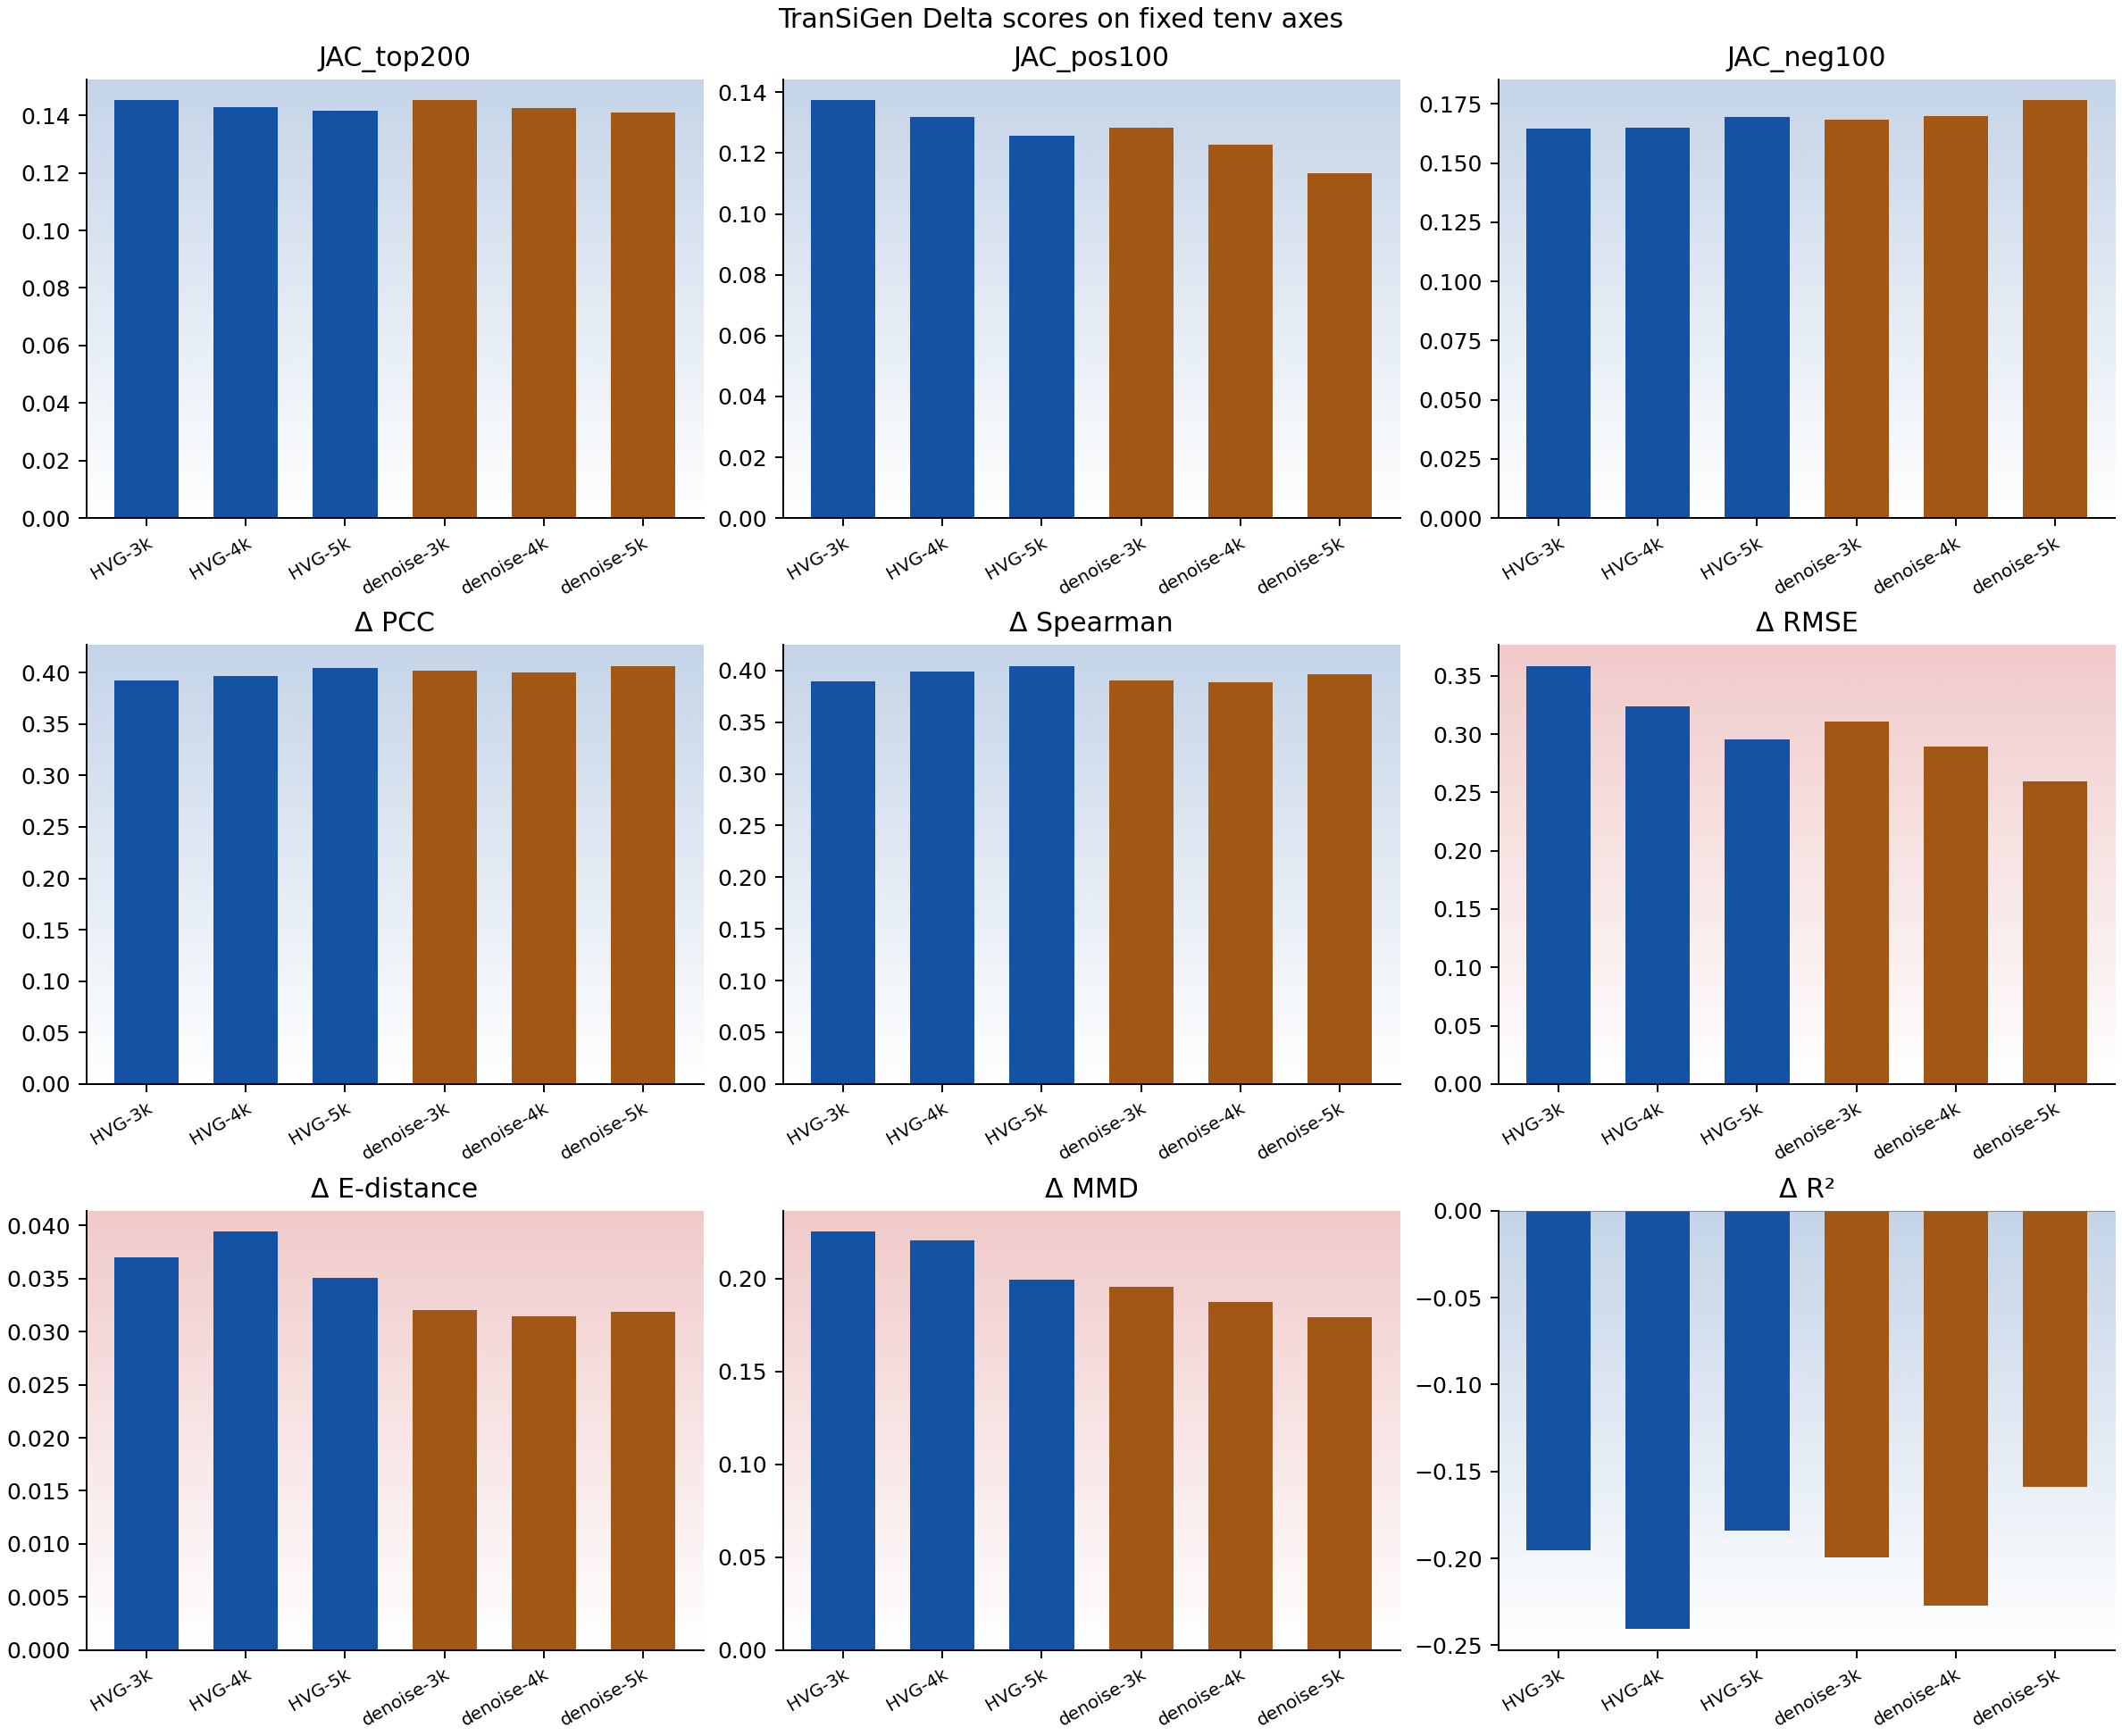 TranSiGen Delta scores on fixed tenv axes
JAC_top200
0.14
0.12
0.10
0.08
0.06
0.04
0.02
0.00
HVG-3k
HVG-4k
HVG-5k
denoise-3k
denoise-4k
denoise-5k
JAC_pos100
0.14
0.12
0.10
0.08
0.06
0.04
0.02
0.00
HVG-3k
HVG-4k
HVG-5k
denoise-3k
denoise-4k
denoise-5k
JAC_neg100
0.175
0.150
0.125
0.100
0.075
0.050
0.025
0.000
HVG-3k
HVG-4k
HVG-5k
denoise-3k
denoise-4k
denoise-5k
Δ PCC
0.40
0.35
0.30
0.25
0.20
0.15
0.10
0.05
0.00
HVG-3k
HVG-4k
HVG-5k
denoise-3k
denoise-4k
denoise-5k
Δ Spearman
0.40
0.35
0.30
0.25
0.20
0.15
0.10
0.05
0.00
HVG-3k
HVG-4k
HVG-5k
denoise-3k
denoise-4k
denoise-5k
Δ RMSE
0.35
0.30
0.25
0.20
0.15
0.10
0.05
0.00
HVG-3k
HVG-4k
HVG-5k
denoise-3k
denoise-4k
denoise-5k
Δ E-distance
0.040
0.035
0.030
0.025
0.020
0.015
0.010
0.005
0.000
HVG-3k
HVG-4k
HVG-5k
denoise-3k
denoise-4k
denoise-5k
Δ MMD
0.20
0.15
0.10
0.05
0.00
HVG-3k
HVG-4k
HVG-5k
denoise-3k
denoise-4k
denoise-5k
Δ R²
0.00
−0.05
−0.10
−0.15
−0.20
−0.25
HVG-3k
HVG-4k
HVG-5k
denoise-3k
denoise-4k
denoise-5k